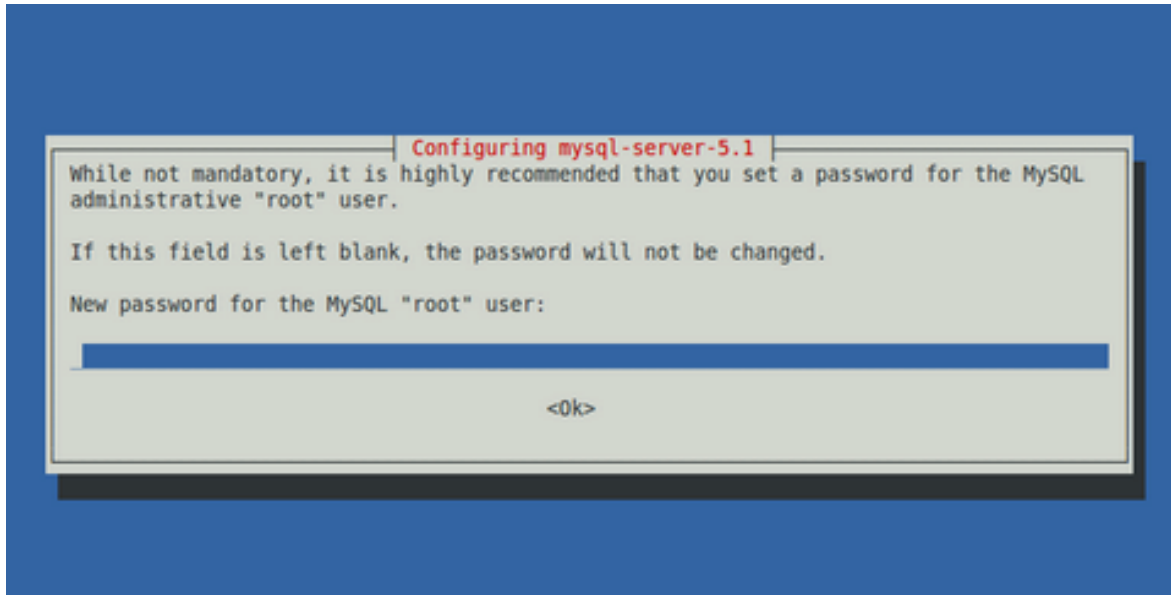 Configuring mysql-server-5.1
While not mandatory, it is highly recommended that you set a password for the MySQL
administrative "root" user.
If this field is left blank, the password will not be changed.
New password for the MySQL "root" user:
<Ok>